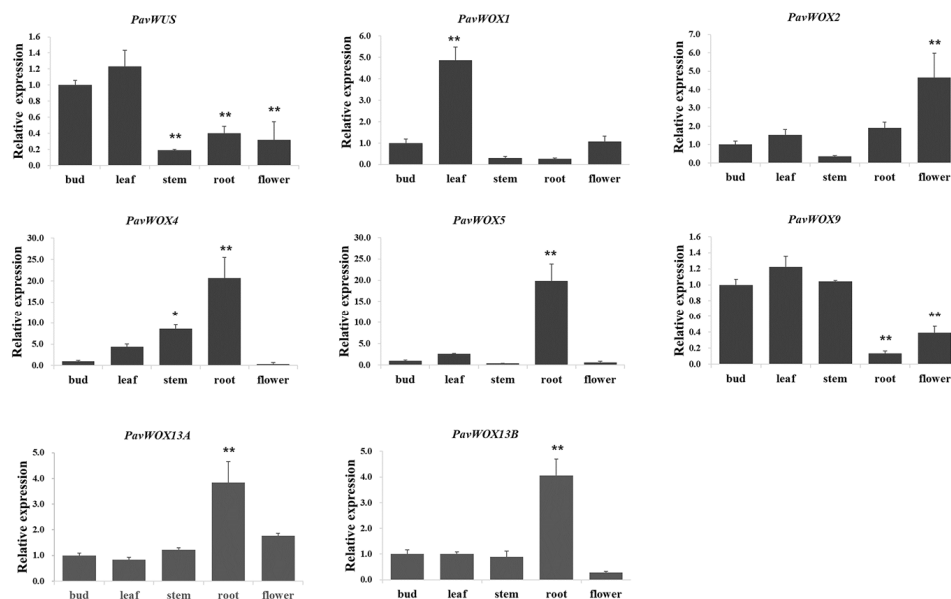 PavWUS
Relative expression
1.6
1.4
1.2
1.0
0.8
0.6
0.4
0.2
0.0
** ** **
bud leaf stem root flower
PavWOX1
Relative expression
6.0
5.0
4.0
3.0
2.0
1.0
0.0
**
bud leaf stem root flower
PavWOX2
Relative expression
7.0
6.0
5.0
4.0
3.0
2.0
1.0
0.0
**
bud leaf stem root flower
PavWOX4
Relative expression
30.0
25.0
20.0
15.0
10.0
5.0
0.0
* **
bud leaf stem root flower
PavWOX5
Relative expression
30.0
25.0
20.0
15.0
10.0
5.0
0.0
**
bud leaf stem root flower
PavWOX9
Relative expression
1.6
1.4
1.2
1.0
0.8
0.6
0.4
0.2
0.0
** **
bud leaf stem root flower
PavWOX13A
Relative expression
5.0
4.0
3.0
2.0
1.0
0.0
**
bud leaf stem root flower
PavWOX13B
Relative expression
5.0
4.0
3.0
2.0
1.0
0.0
**
bud leaf stem root flower